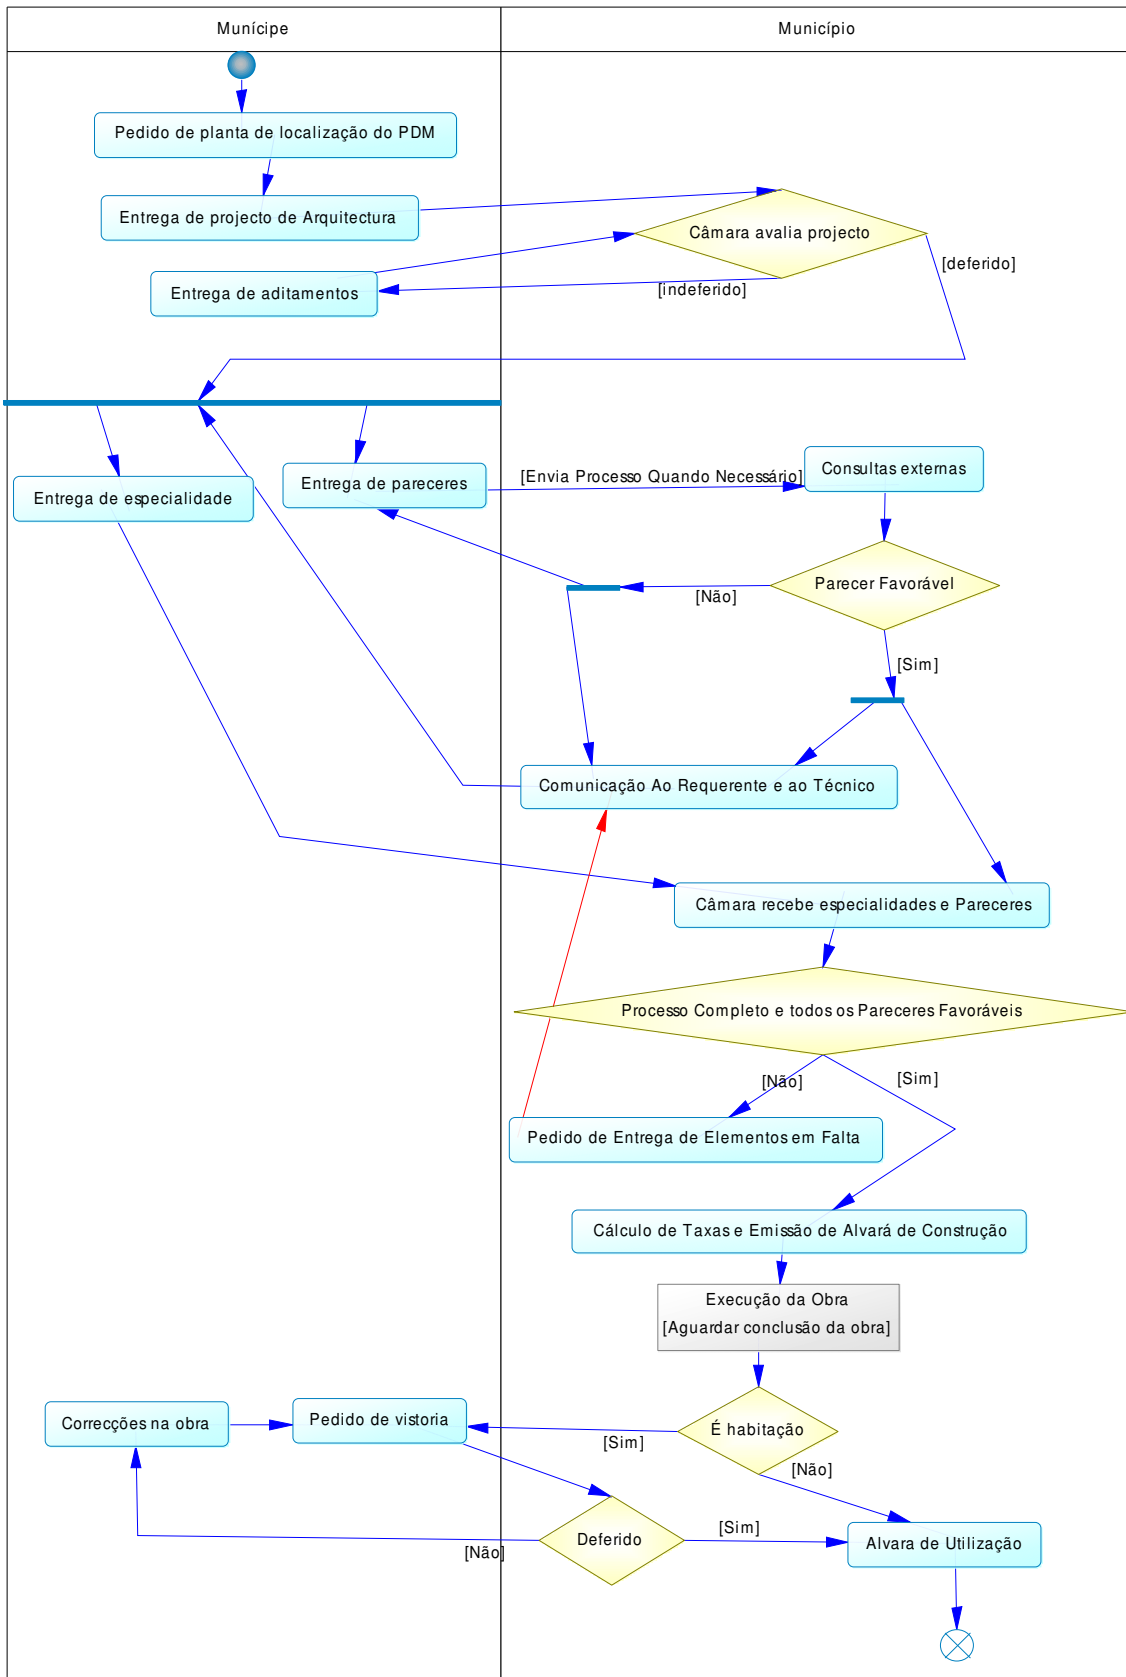 Munícipe
Município
Pedido de planta de localização do PDM
Entrega de projecto de Arquitectura
Câmara avalia projecto
[deferido]
[indeferido]
Entrega de aditamentos
Entrega de especialidade
Entrega de pareceres
[Envia Processo Quando Necessário]
Consultas externas
Parecer Favorável
[Não]
[Sim]
Comunicação Ao Requerente e ao Técnico
Câmara recebe especialidades e Pareceres
Processo Completo e todos os Pareceres Favoráveis
[Não]
[Sim]
Pedido de Entrega de Elementos em Falta
Cálculo de Taxas e Emissão de Alvará de Construção
Execução da Obra
[Aguardar conclusão da obra]
Correcções na obra
Pedido de vistoria
É habitação
[Sim]
[Não]
Deferido
[Sim]
[Não]
Alvara de Utilização